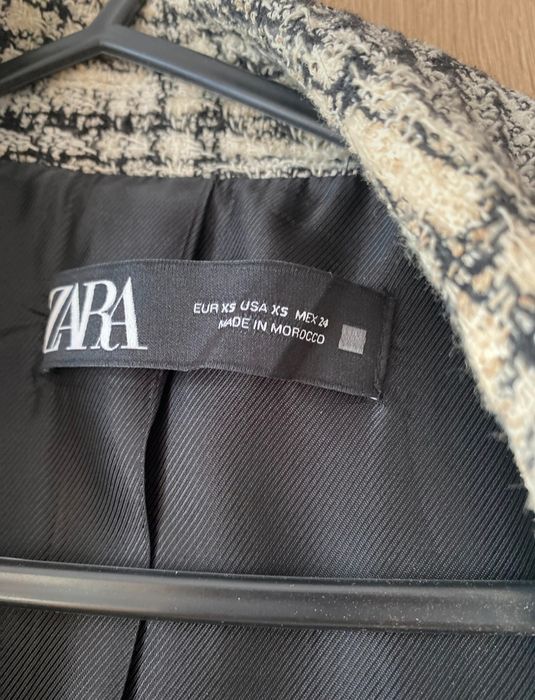 ZARA
EUR XS USA XS MEX 24
MADE IN MOROCCO